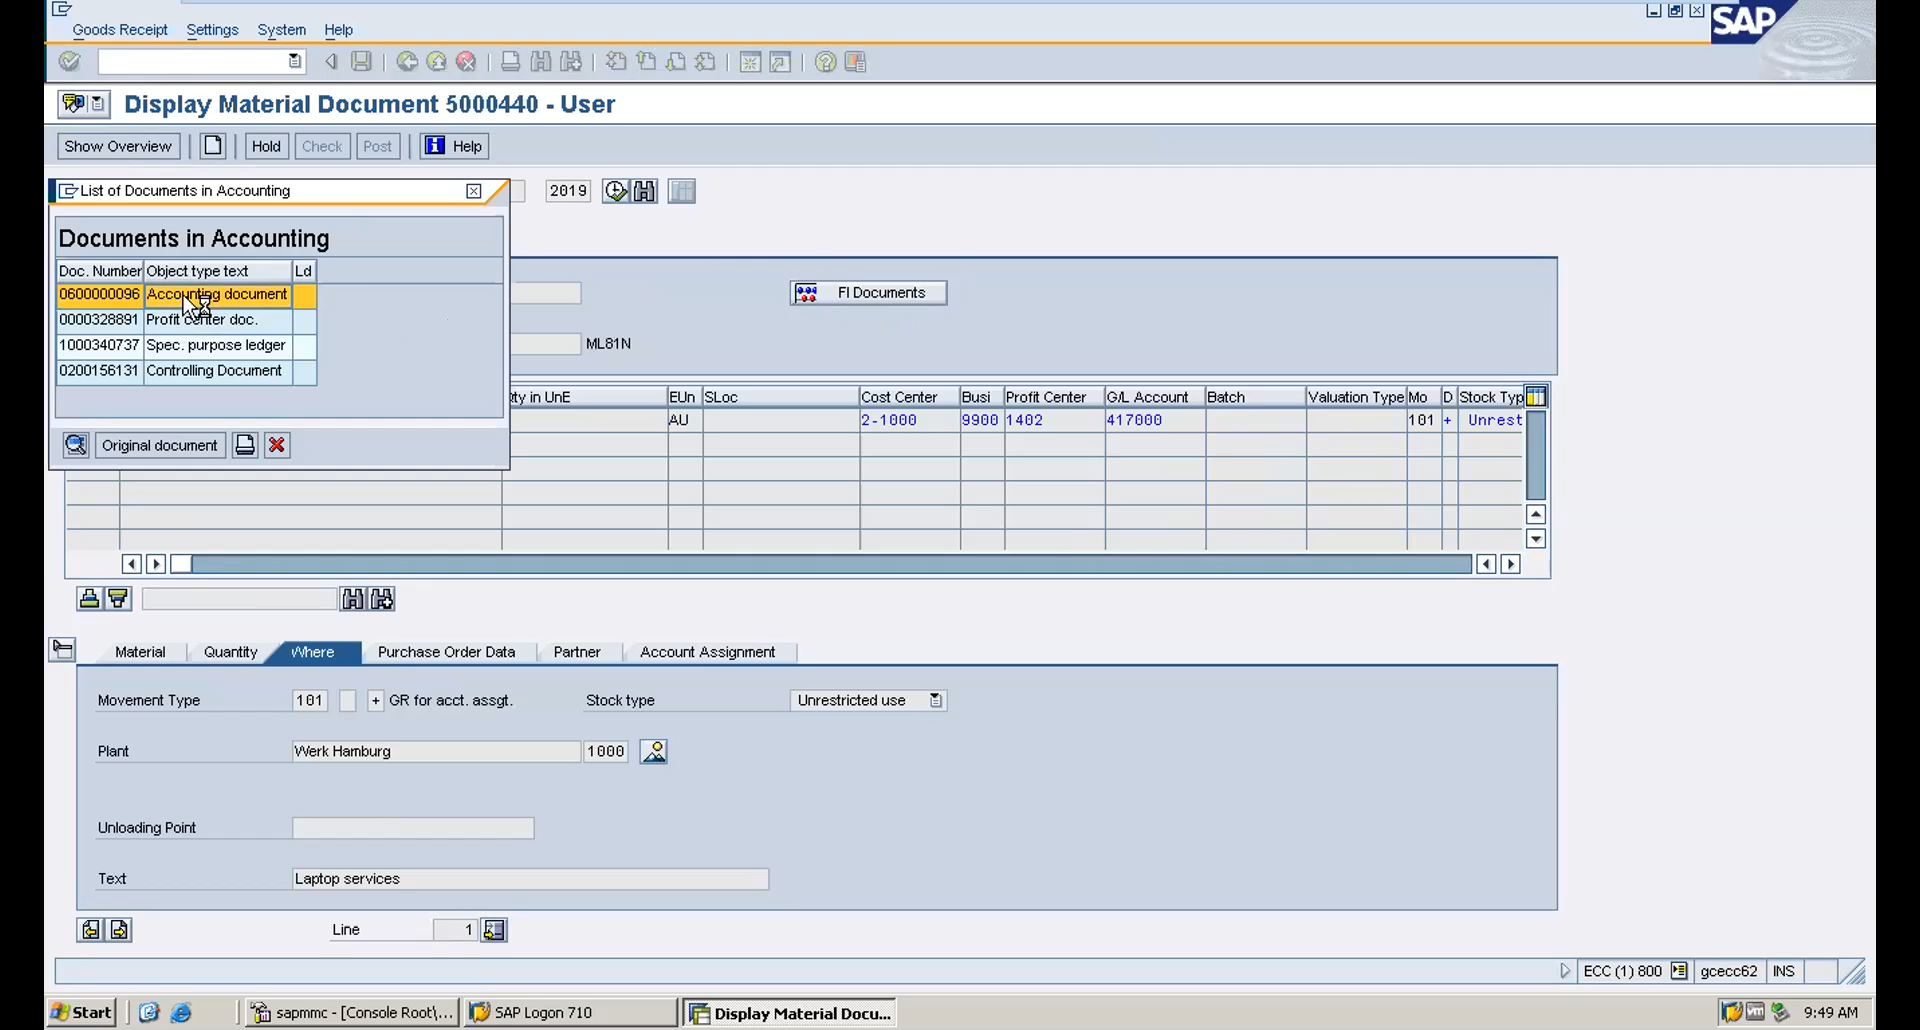 Goods Receipt Settings System Help
SAP
Display Material Document 5000440 - User
Show Overview Hold Check Post Help
List of Documents in Accounting
2019
Documents in Accounting
Doc. Number Object type text Ld
0600000096 Accounting document
0000328891 Profit center doc.
1000340737 Spec. purpose ledger
0200156131 Controlling Document
Original document
FI Documents
ML81N
in UnE EUn SLoc Cost Center Busi Profit Center G/L Account Batch Valuation Type Mo D Stock Typ
AU 2-1000 9900 1402 417000 101 + Unrest
Material Quantity Where Purchase Order Data Partner Account Assignment
Movement Type 101 + GR for acct. assgt. Stock type Unrestricted use
Plant Werk Hamburg 1000
Unloading Point
Text Laptop services
Line 1
ECC (1) 800 gcecc62 INS
Start sapmmc - [Console Root\,... SAP Logon 710 Display Material Docu... 9:49 AM